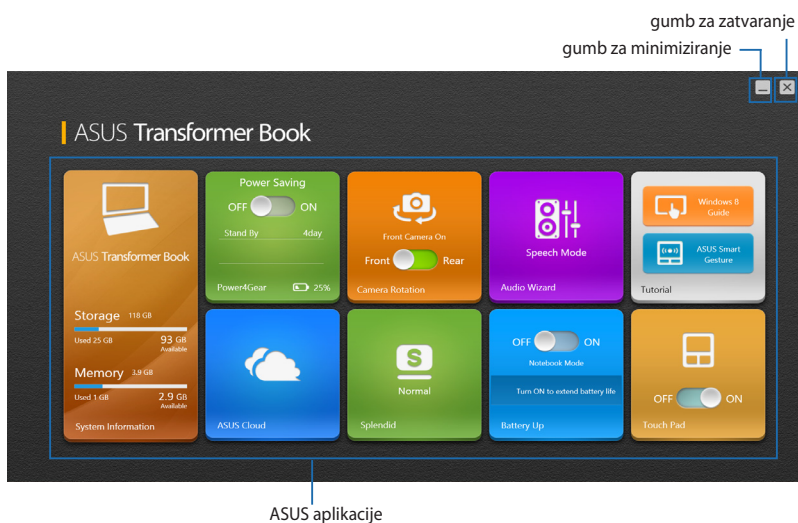 gumb za zatvaranje
gumb za minimiziranje
ASUS Transformer Book
ASUS Transformer Book
Storage 118 GB
Used 25 GB 93 GB
Available
Memory 3.9 GB
Used 1 GB 2.9 GB
Available
System Information
Power Saving
OFF ON
Stand By 4day
Power4Gear 25%
Front Camera On
Front Rear
Camera Rotation
Speech Mode
Audio Wizard
Windows 8
Guide
ASUS Smart
Gesture
Tutorial
ASUS Cloud
S
Normal
Splendid
OFF ON
Notebook Mode
Turn ON to extend battery life
Battery Up
OFF ON
Touch Pad
ASUS aplikacije